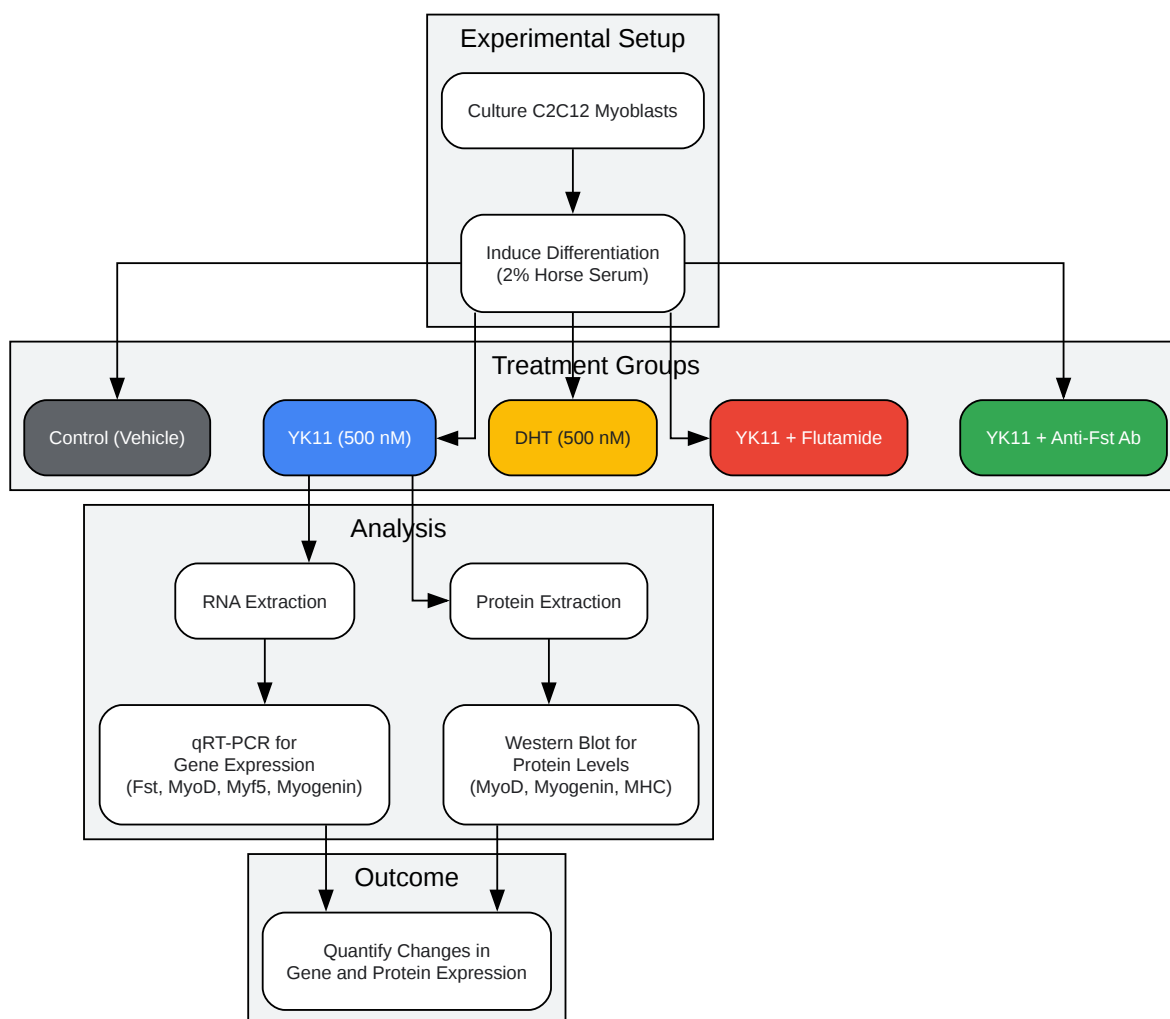 Experimental Setup
Culture C2C12 Myoblasts
Induce Differentiation
(2% Horse Serum)
Treatment Groups
Control (Vehicle)
YK11 (500 nM)
DHT (500 nM)
YK11 + Flutamide
YK11 + Anti-Fst Ab
Analysis
RNA Extraction
Protein Extraction
qRT-PCR for
Gene Expression
(Fst, MyoD, Myf5, Myogenin)
Western Blot for
Protein Levels
(MyoD, Myogenin, MHC)
Outcome
Quantify Changes in
Gene and Protein Expression